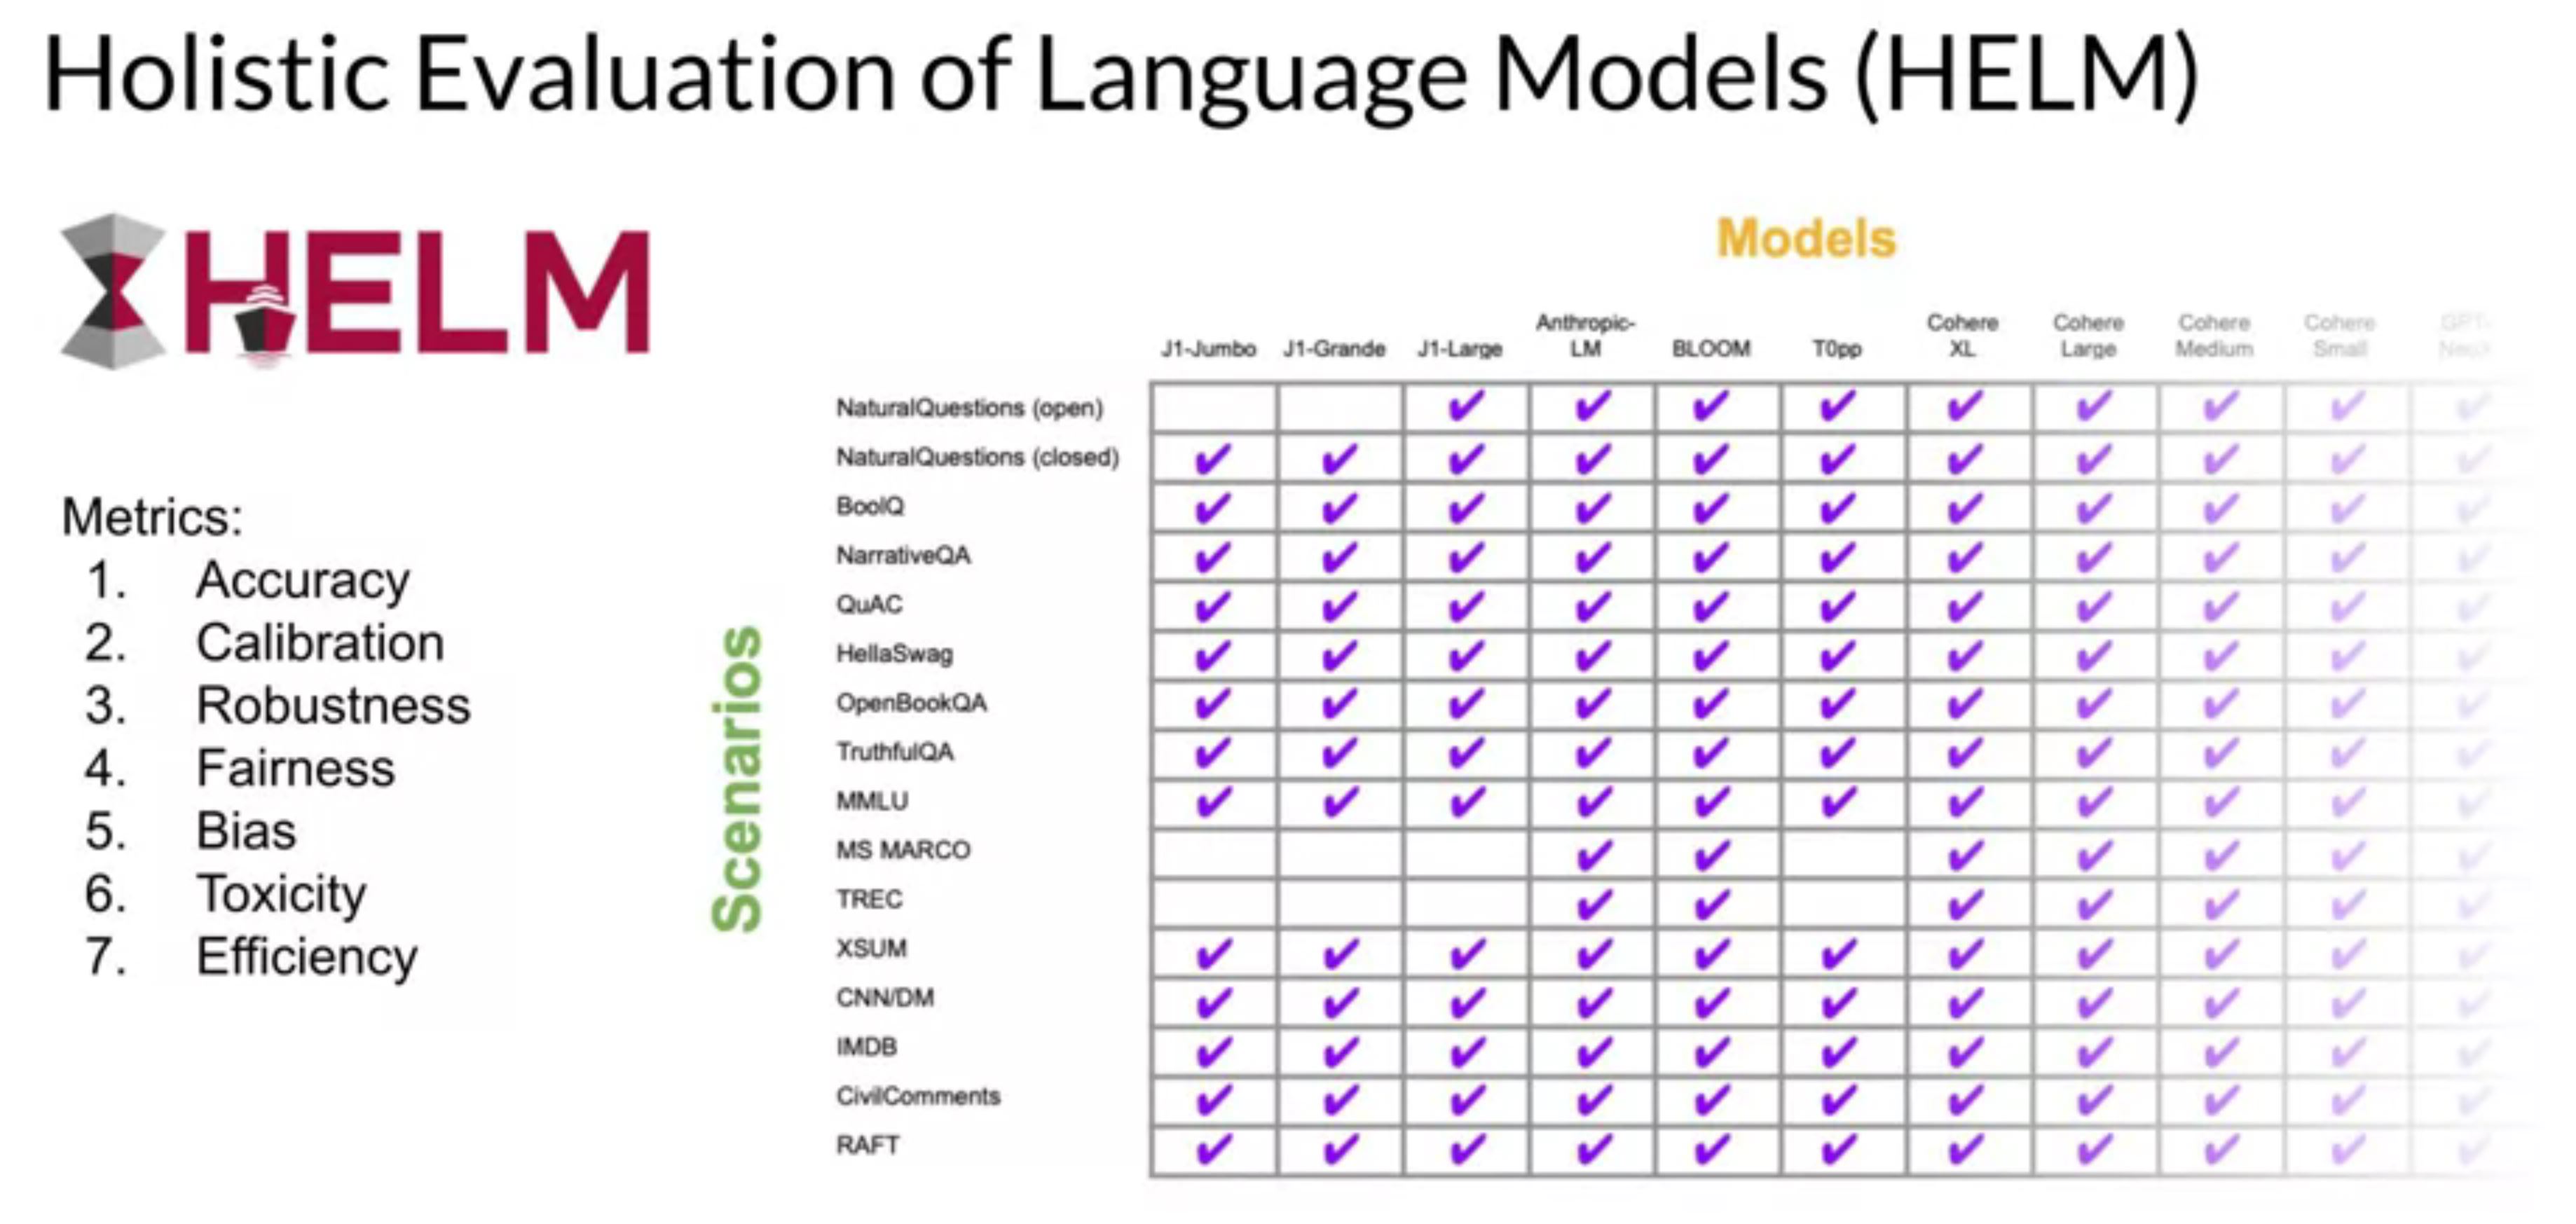 Holistic Evaluation of Language Models (HELM)
HELM
Metrics:
1. Accuracy
2. Calibration
3. Robustness
4. Fairness
5. Bias
6. Toxicity
7. Efficiency
Scenarios
Models
J1-Jumbo
J1-Grande
J1-Large
Anthropic-
LM
BLOOM
T0pp
Cohere
XL
Cohere
Large
Cohere
Medium
Cohere
Small
GPT-
NaturalQuestions (open)
NaturalQuestions (closed)
BoolQ
NarrativeQA
QuAC
HellaSwag
OpenBookQA
TruthfulQA
MMLU
MS MARCO
TREC
XSUM
CNN/DM
IMDB
CivilComments
RAFT